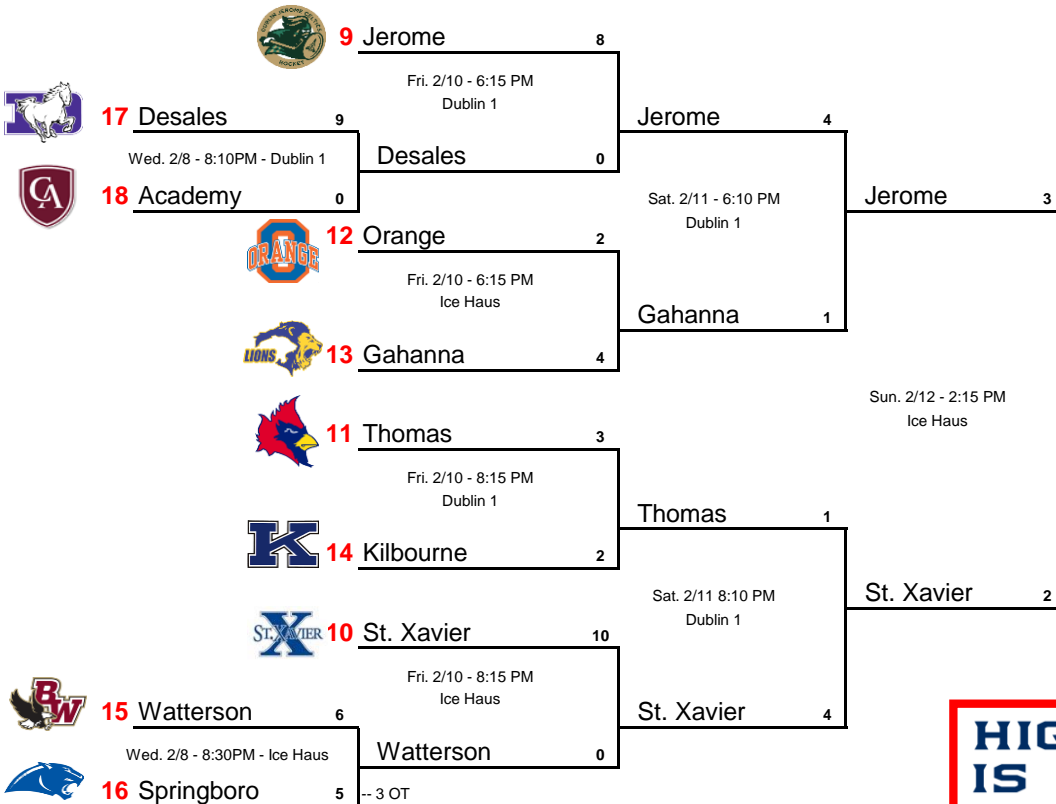 DUBLIN JEROME CELTICS
HOCKEY
9 Jerome 8
Fri. 2/10 - 6:15 PM
Dublin 1
D
17 Desales 9
Jerome 4
Wed. 2/8 - 8:10PM - Dublin 1
Desales 0
CA
18 Academy 0
Sat. 2/11 - 6:10 PM
Dublin 1
Jerome 3
O
ORANGE
12 Orange 2
Fri. 2/10 - 6:15 PM
Ice Haus
Gahanna 1
LIONS
13 Gahanna 4
Sun. 2/12 - 2:15 PM
Ice Haus
11 Thomas 3
Fri. 2/10 - 8:15 PM
Dublin 1
Thomas 1
K
14 Kilbourne 2
Sat. 2/11 8:10 PM
Dublin 1
St. Xavier 2
X
ST. XAVIER
10 St. Xavier 10
Fri. 2/10 - 8:15 PM
Ice Haus
BW
15 Watterson 6
St. Xavier 4
Wed. 2/8 - 8:30PM - Ice Haus
Watterson 0
16 Springboro 5 -- 3 OT
HIG
IS